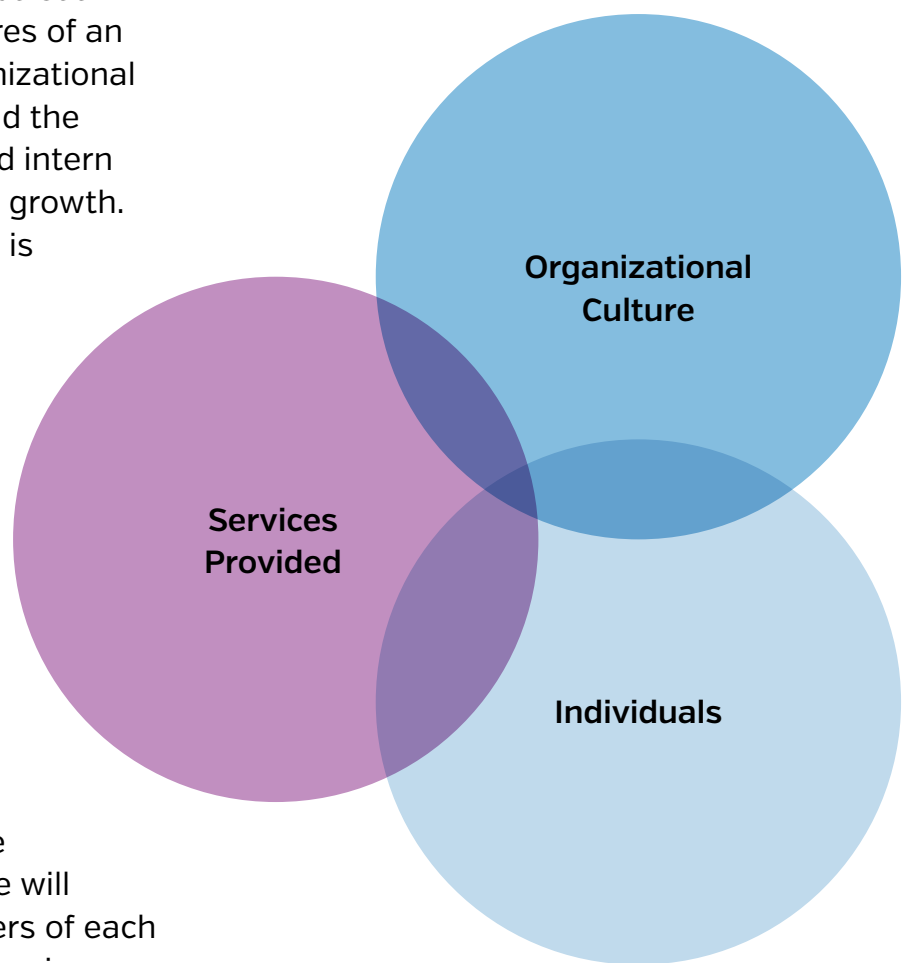 res of an
nizational
d the
d intern
growth.
is
Organizational
Culture
Services
Provided
Individuals
e
e will
ers of each